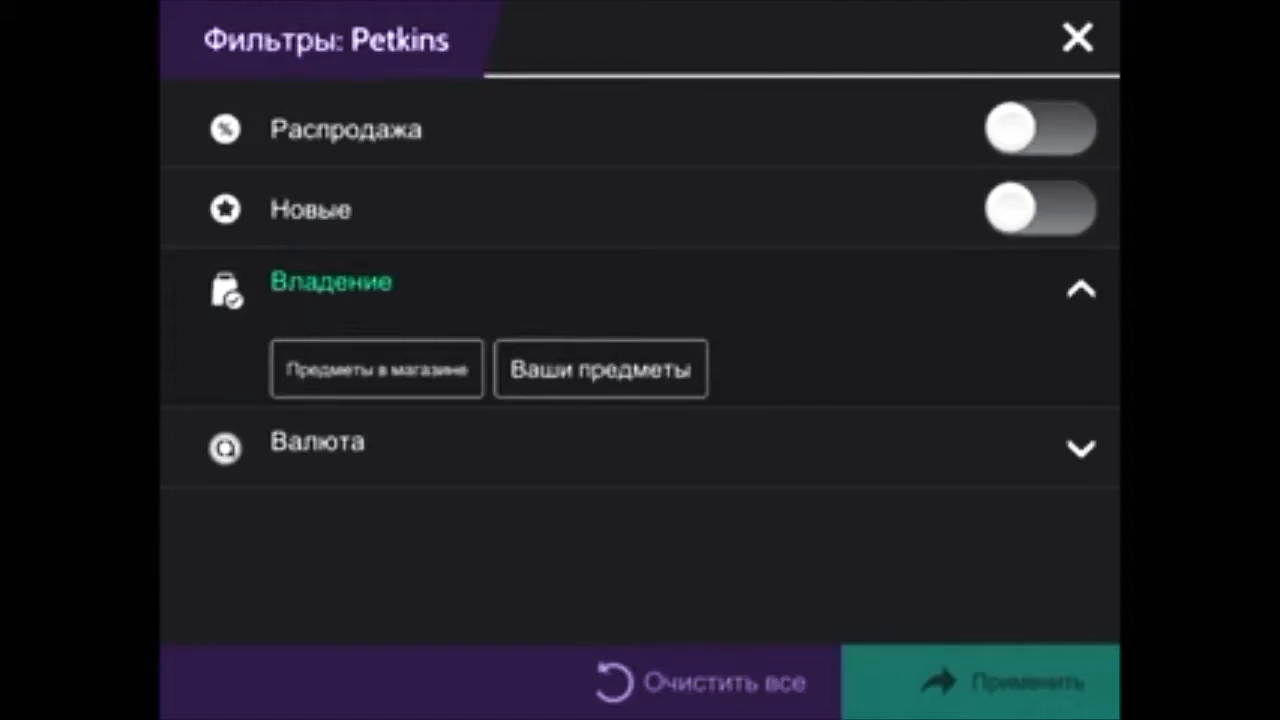 Фильтры: Petkins
Распродажа
Новые
Владение
Предметы в магазине
Ваши предметы
Валюта
Очистить все
Применить